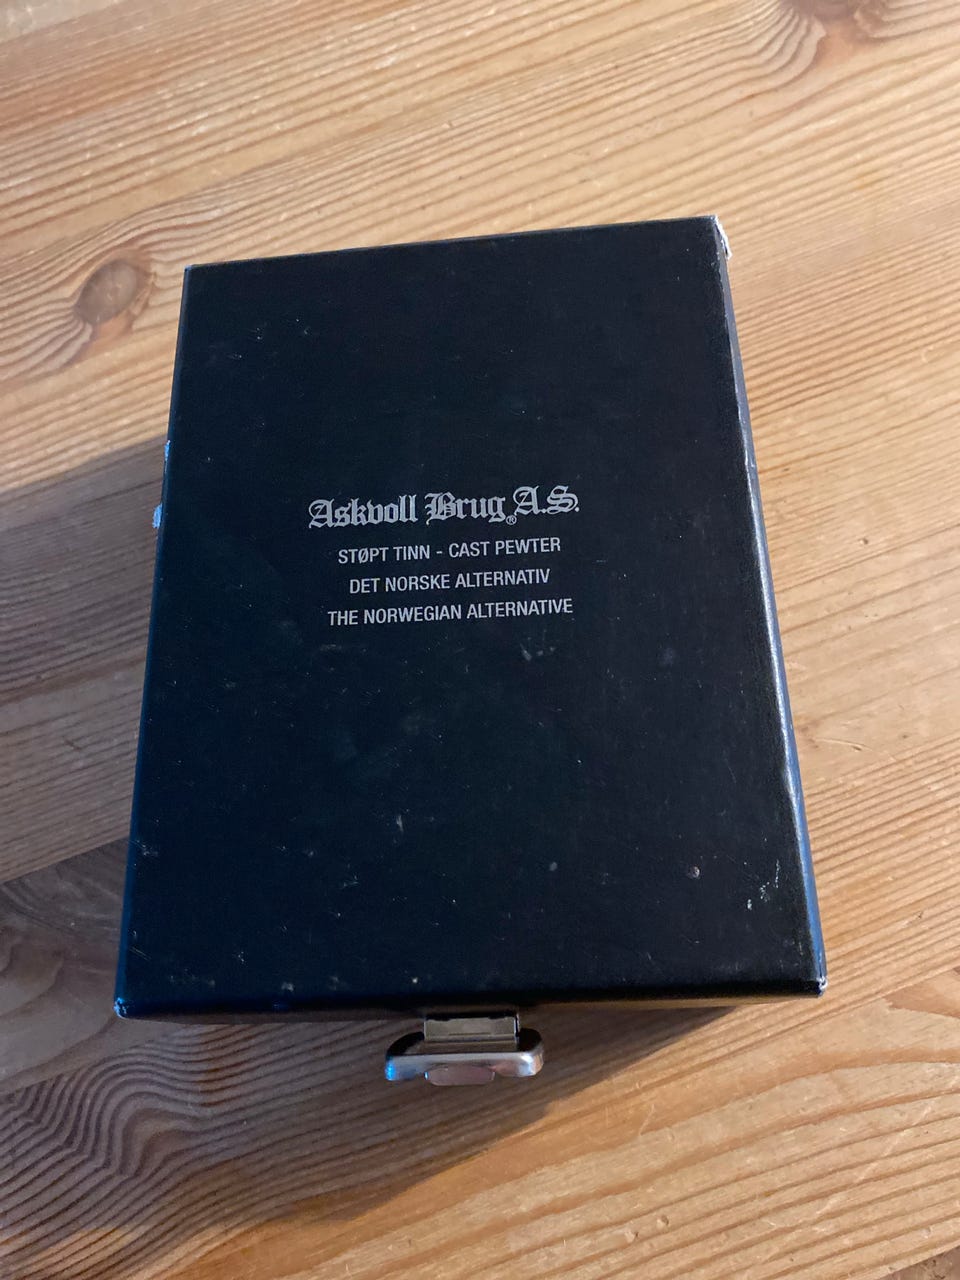 Askvoll Brug® A.S.
STØPT TINN - CAST PEWTER
DET NORSKE ALTERNATIV
THE NORWEGIAN ALTERNATIVE